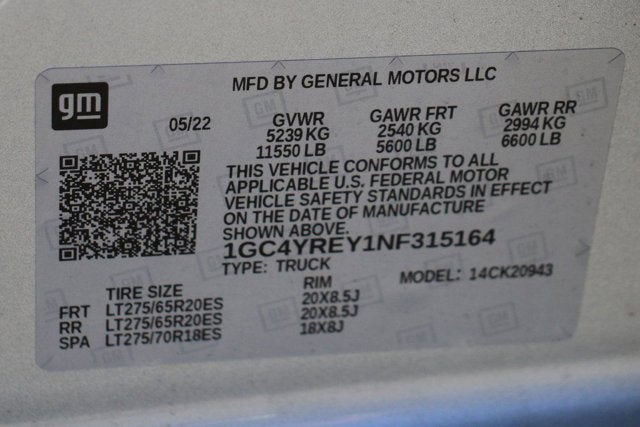 MFD BY GENERAL MOTORS LLC
gm
05/22 GVWR GAWR FRT GAWR RR
5239 KG 2540 KG 2994 KG
11550 LB 5600 LB 6600 LB
THIS VEHICLE CONFORMS TO ALL
APPLICABLE U.S. FEDERAL MOTOR
VEHICLE SAFETY STANDARDS IN EFFECT
ON THE DATE OF MANUFACTURE
SHOWN ABOVE.
1GC4YREY1NF315164
TYPE: TRUCK MODEL: 14CK20943
TIRE SIZE RIM
FRT LT275/65R20ES 20X8.5J
RR LT275/65R20ES 20X8.5J
SPA LT275/70R18ES 18X8J